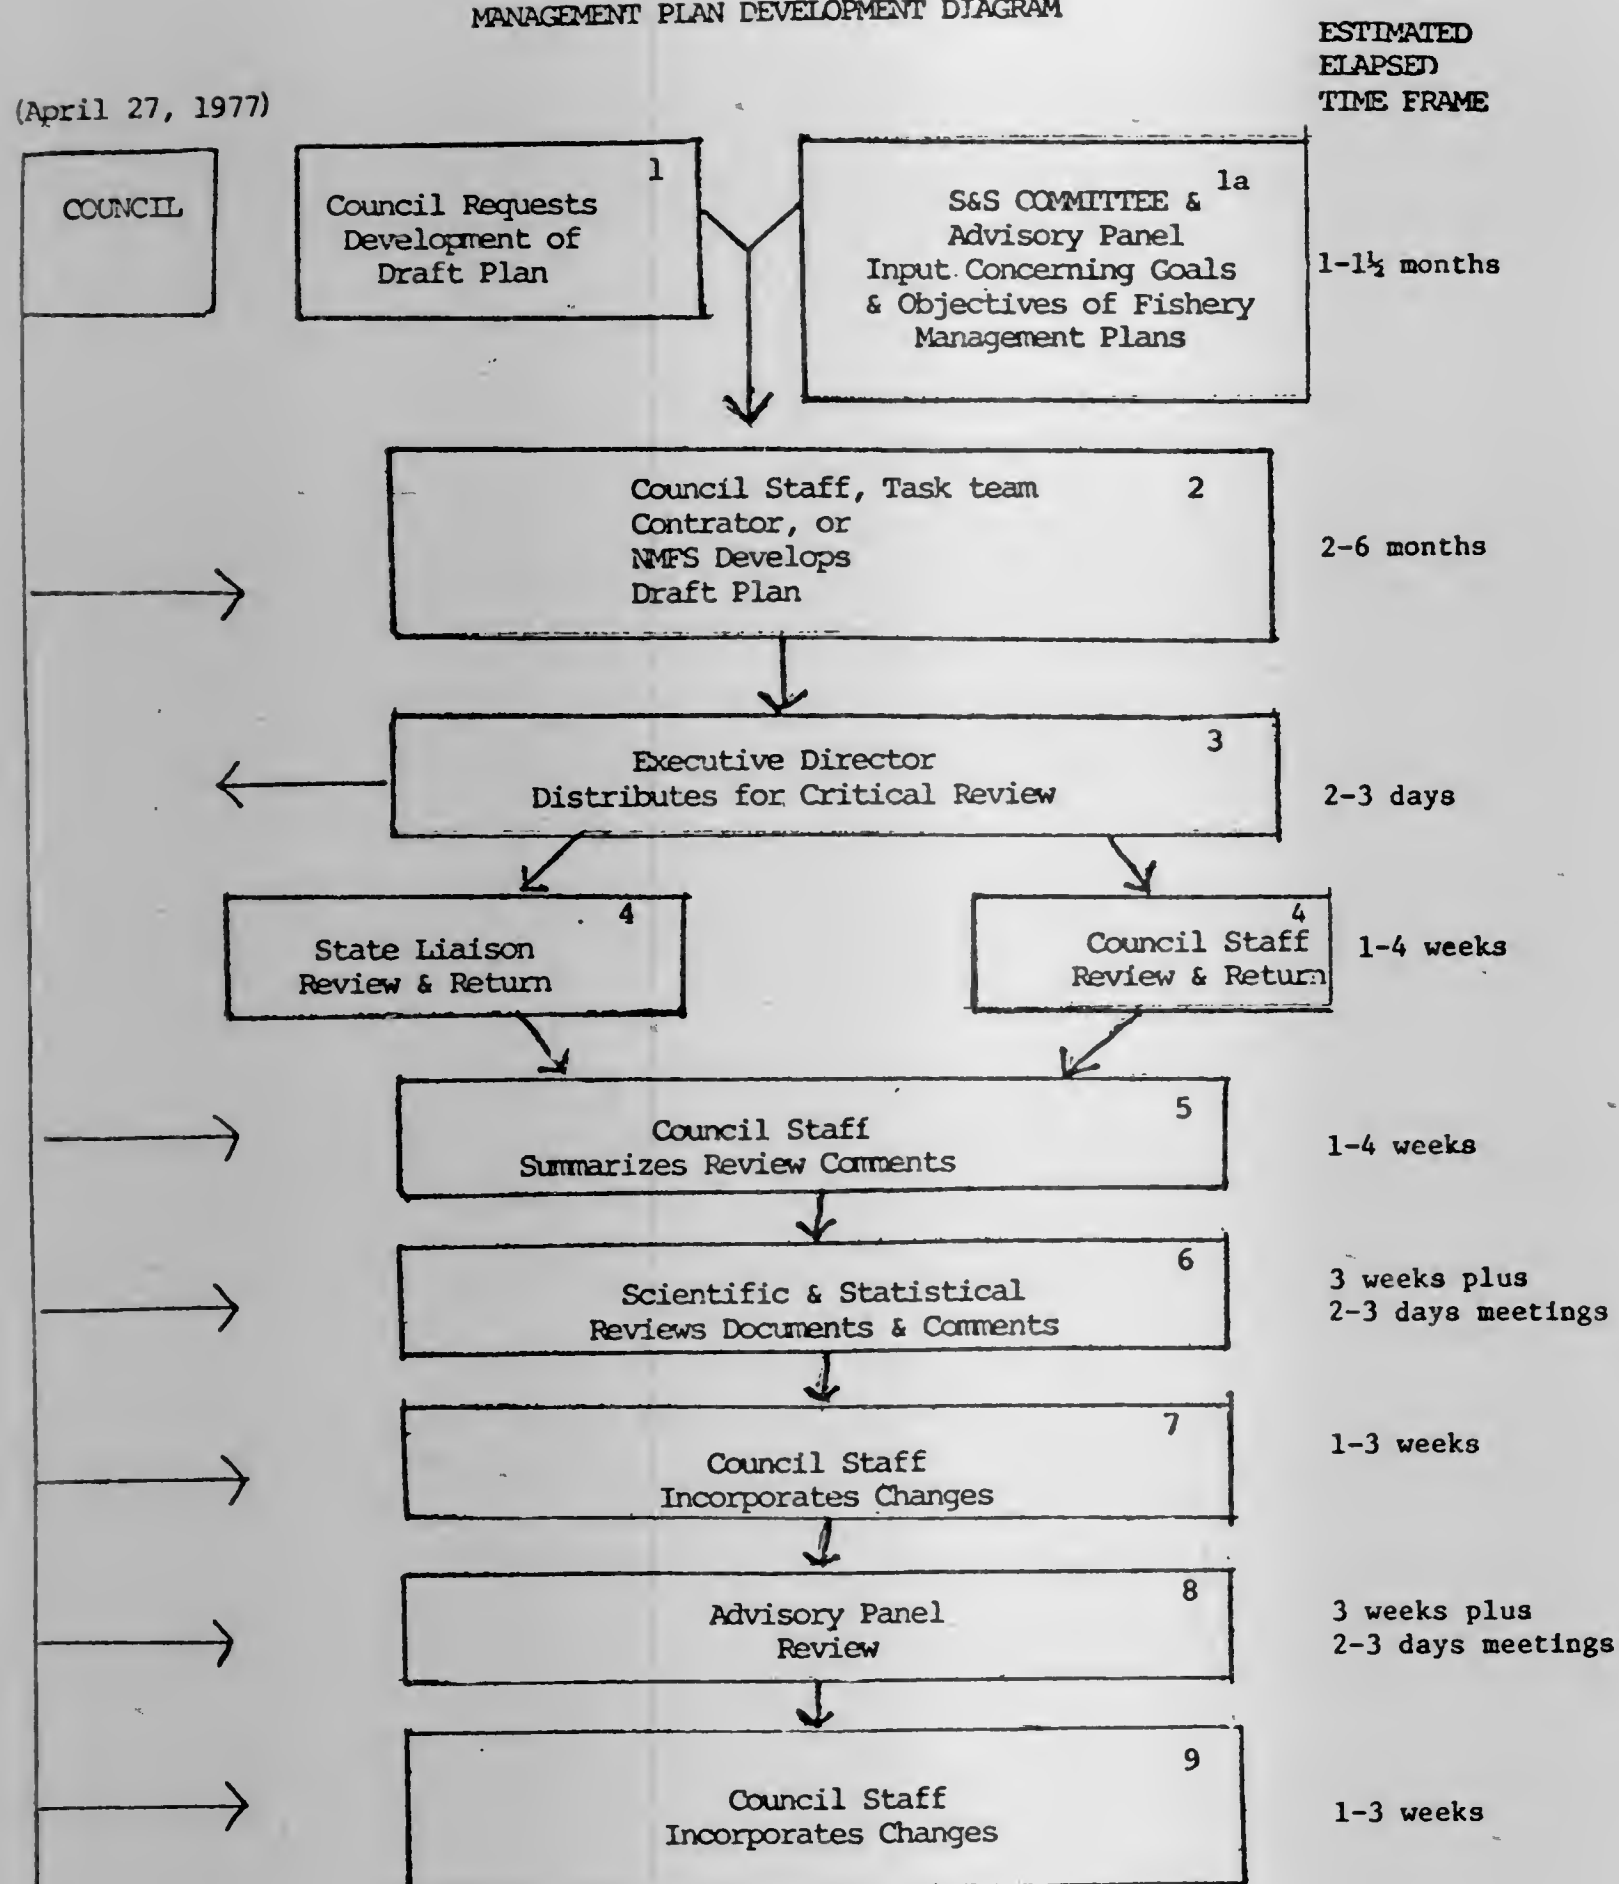 MANAGEMENT PLAN DEVELOPMENT DIAGRAM
ESTIMATED
ELAPSED
TIME FRAME
(April 27, 1977)
COUNCIL
1
Council Requests
Development of
Draft Plan
1a
S&S COMMITTEE &
Advisory Panel
Input Concerning Goals
& Objectives of Fishery
Management Plans
1-1½ months
2
Council Staff, Task team
Contrator, or
NMFS Develops
Draft Plan
2-6 months
3
Executive Director
Distributes for Critical Review
2-3 days
4
State Liaison
Review & Return
4
Council Staff
Review & Return
1-4 weeks
5
Council Staff
Summarizes Review Comments
1-4 weeks
6
Scientific & Statistical
Reviews Documents & Comments
3 weeks plus
2-3 days meetings
7
Council Staff
Incorporates Changes
1-3 weeks
8
Advisory Panel
Review
3 weeks plus
2-3 days meetings
9
Council Staff
Incorporates Changes
1-3 weeks